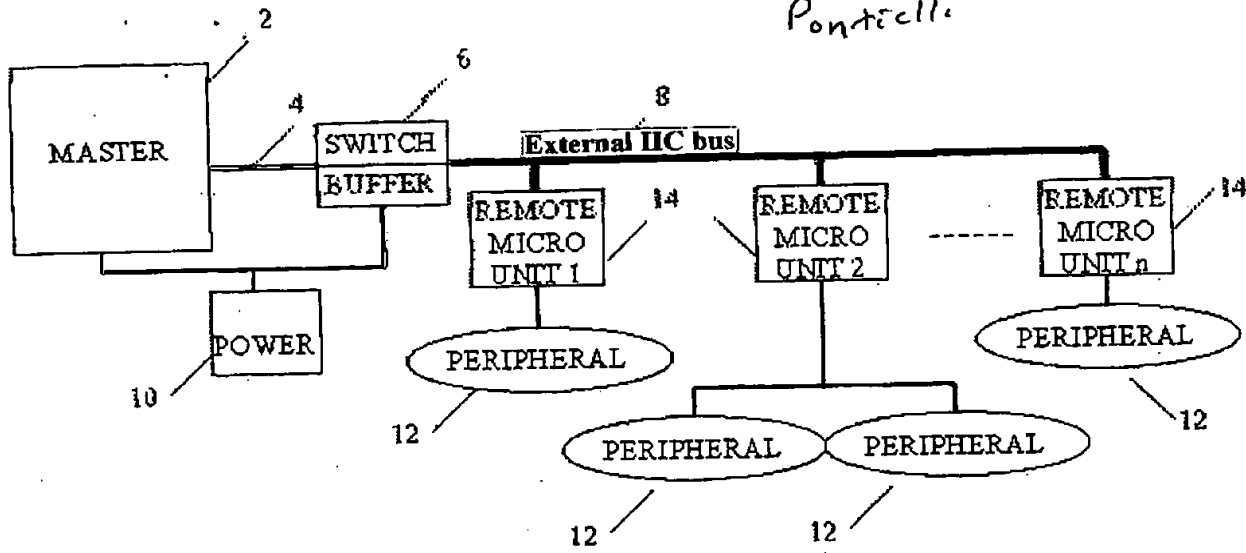 Ponticelli
2
6
4
8
MASTER
SWITCH
BUFFER
External IIC bus
REMOTE
MICRO
UNIT 1
14
REMOTE
MICRO
UNIT 2
REMOTE
MICRO
UNIT n
14
POWER
10
PERIPHERAL
12
PERIPHERAL
12
PERIPHERAL
12
PERIPHERAL
12